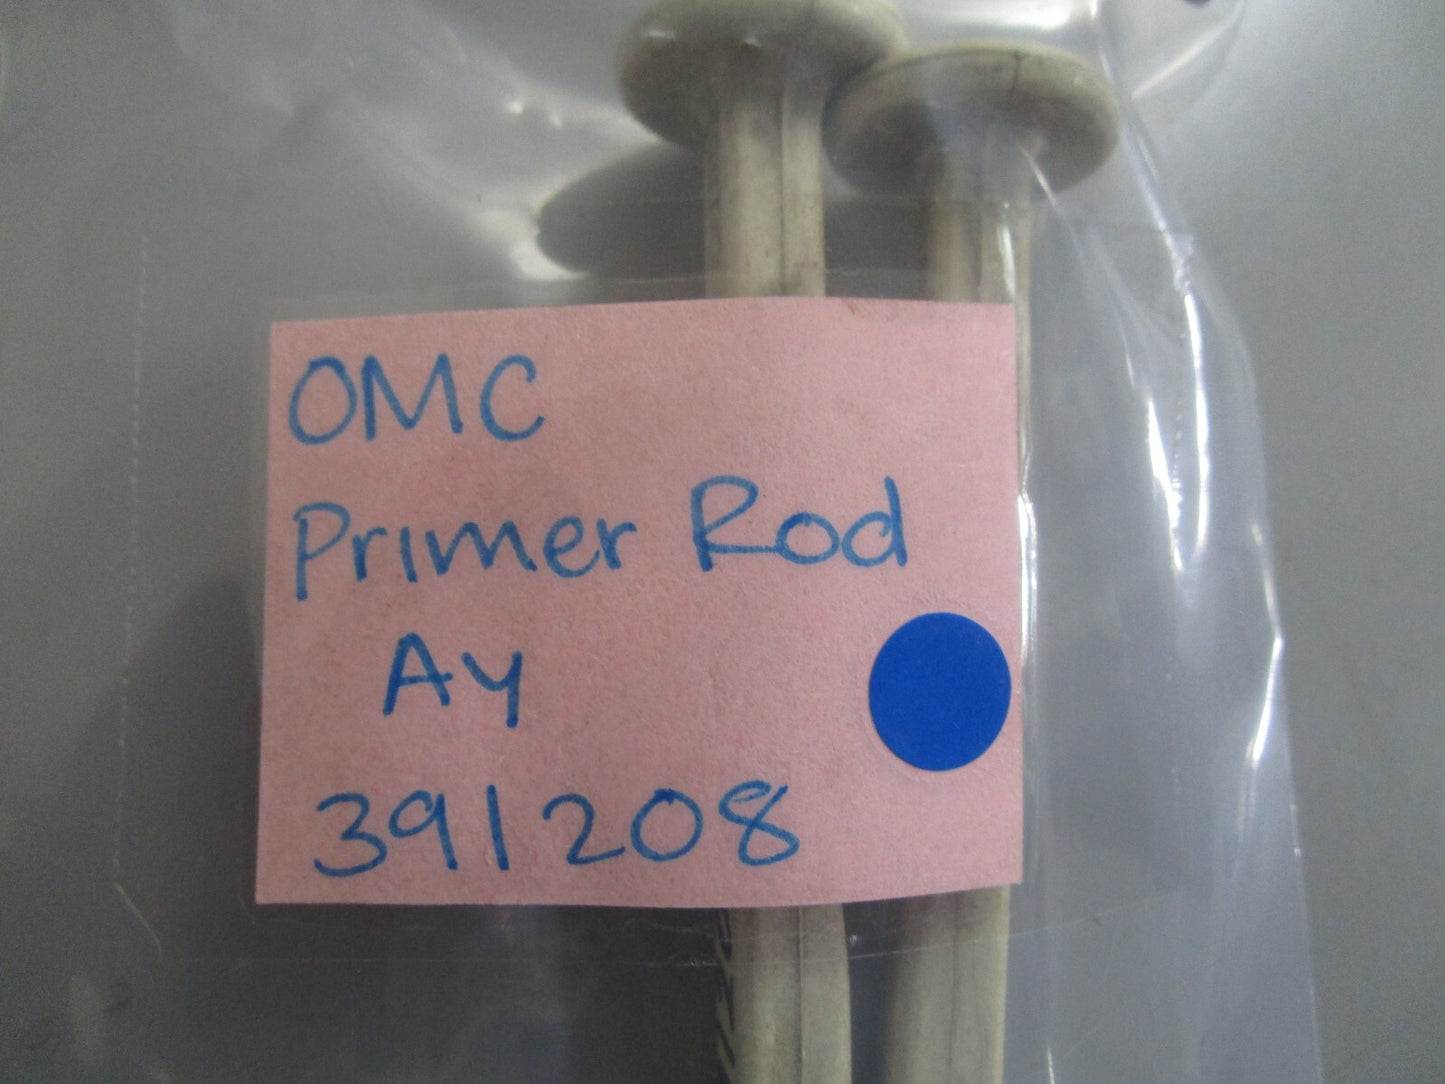 OMC
Primer Rod
Ay
391208